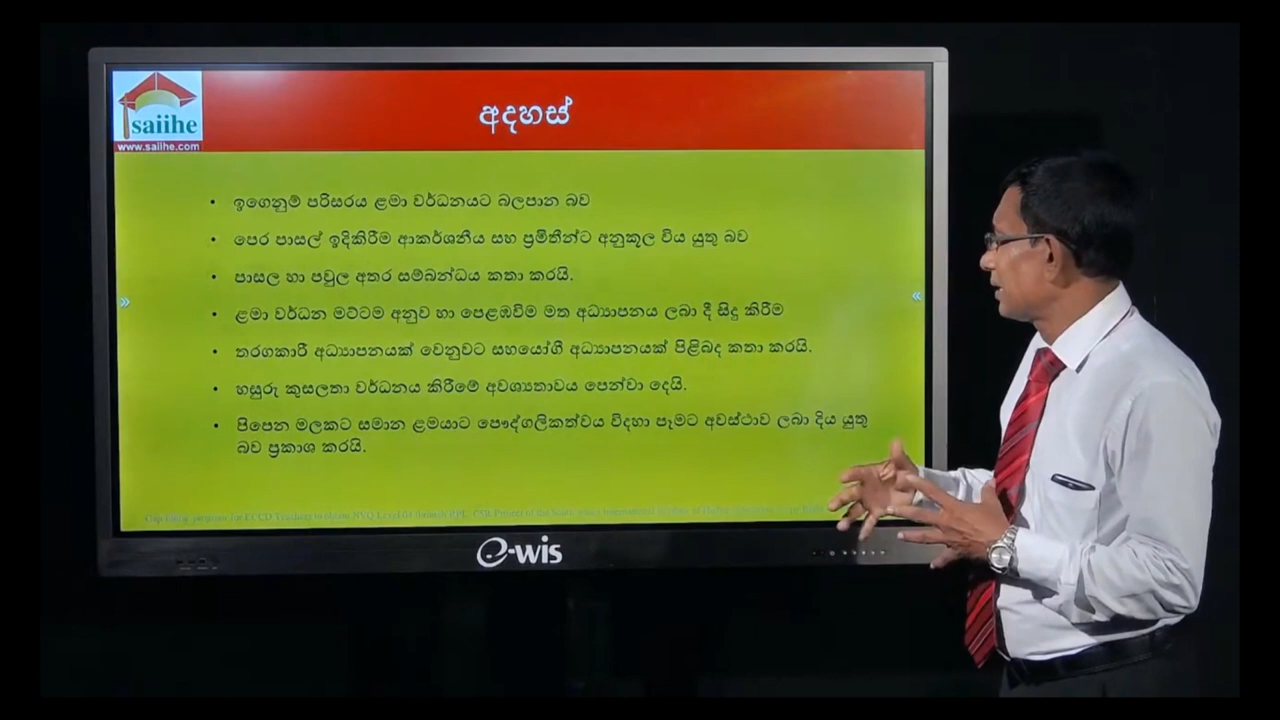 saiihe
www.saiihe.com
අදහස්
• ඉගෙනුම් පරිසරය ළමා වර්ධනයට බලපාන බව
• පෙර පාසල් ඉදිකිරීම ආකර්ශනීය සහ ප්‍රමිතීන්ට අනුකූල විය යුතු බව
• පාසල හා පවුල අතර සම්බන්ධය කතා කරයි.
• ළමා වර්ධන මට්ටම අනුව හා පෙළඹවීම මත අධ්‍යාපනය ලබා දී සිදු කිරීම
• තරගකාරී අධ්‍යාපනයක් වෙනුවට සහයෝගී අධ්‍යාපනයක් පිළිබද කතා කරයි.
• හසුරු කුසලතා වර්ධනය කිරීමේ අවශ්‍යතාවය පෙන්වා දෙයි.
• පිපෙන මලකට සමාන ළමයාට පෞද්ගලිකත්වය විදහා පෑමට අවස්ථාව ලබා දිය යුතු
බව ප්‍රකාශ කරයි.
e-wis